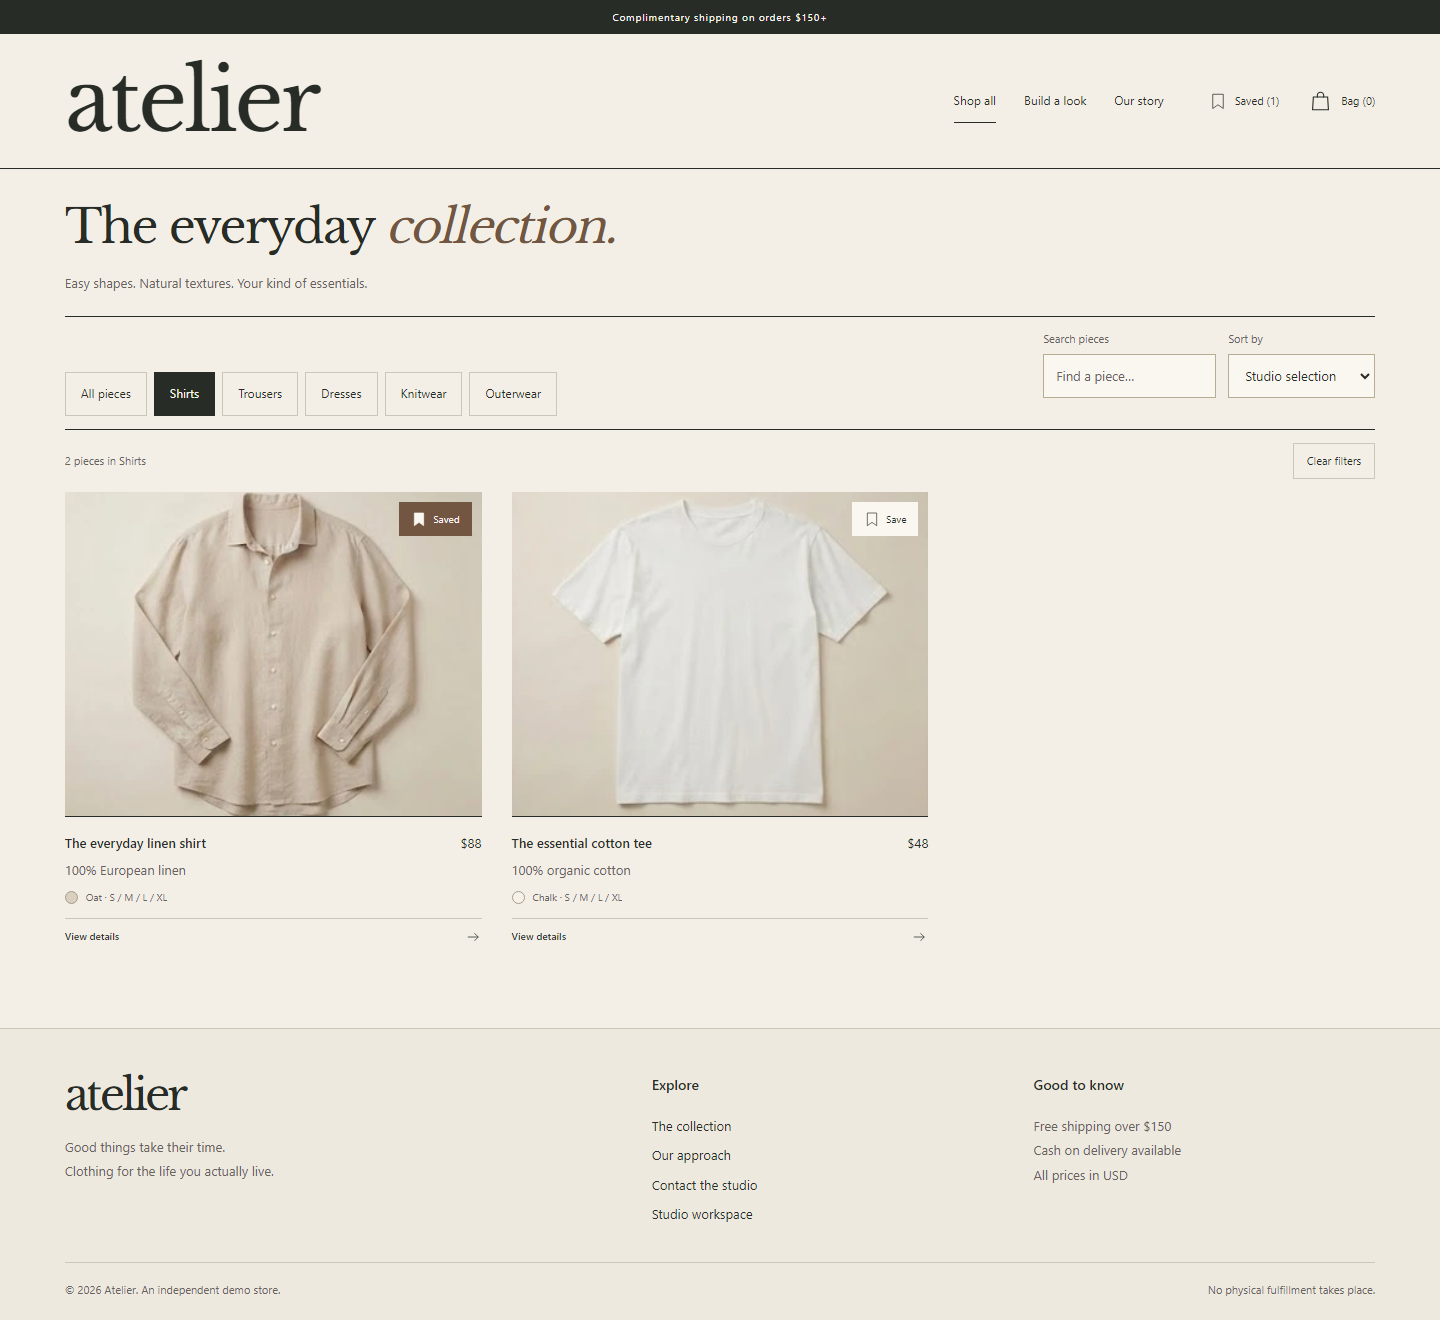 Complimentary shipping on orders $150+
atelier
Shop all
Build a look
Our story
Saved (1)
Bag (0)
The everyday collection.
Easy shapes. Natural textures. Your kind of essentials.
Search pieces
Sort by
Find a piece...
Studio selection
All pieces
Shirts
Trousers
Dresses
Knitwear
Outerwear
2 pieces in Shirts
Clear filters
Saved
Save
The everyday linen shirt
$88
100% European linen
Oat · S / M / L / XL
View details
The essential cotton tee
$48
100% organic cotton
Chalk · S / M / L / XL
View details
atelier
Good things take their time.
Clothing for the life you actually live.
Explore
The collection
Our approach
Contact the studio
Studio workspace
Good to know
Free shipping over $150
Cash on delivery available
All prices in USD
© 2026 Atelier. An independent demo store.
No physical fulfillment takes place.